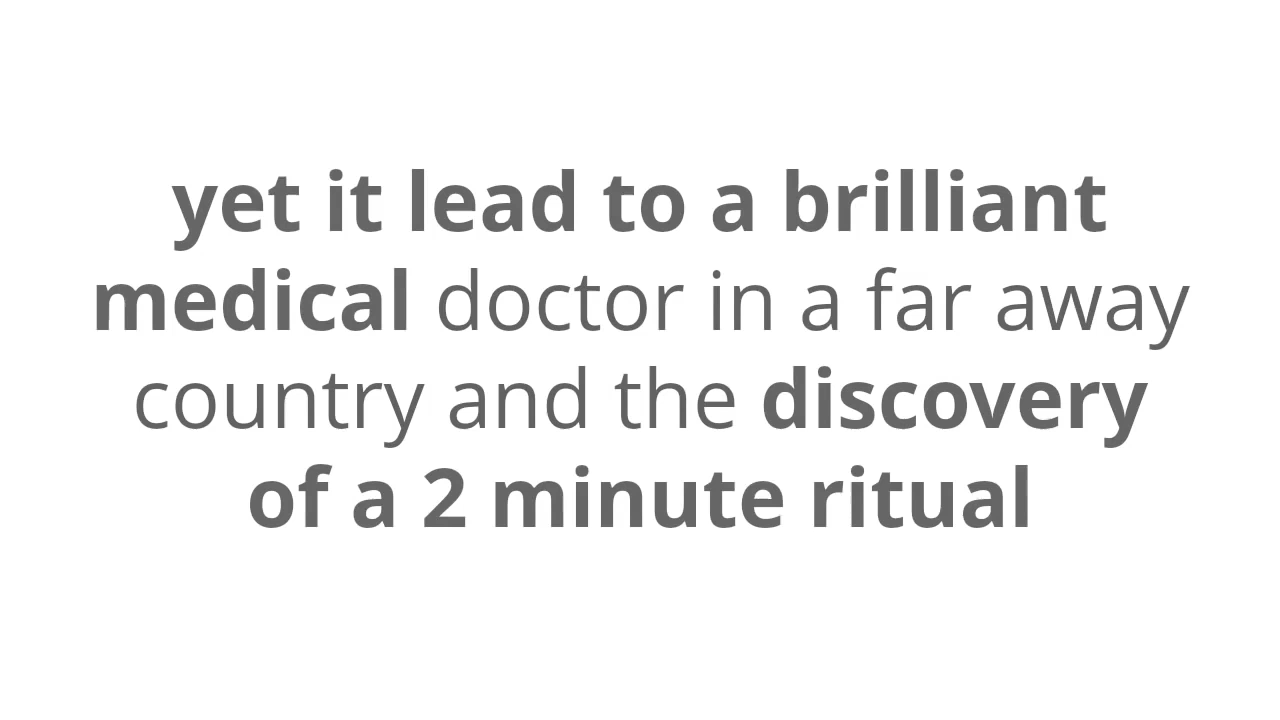 yet it lead to a brilliant
medical doctor in a far away
country and the discovery
of a 2 minute ritual